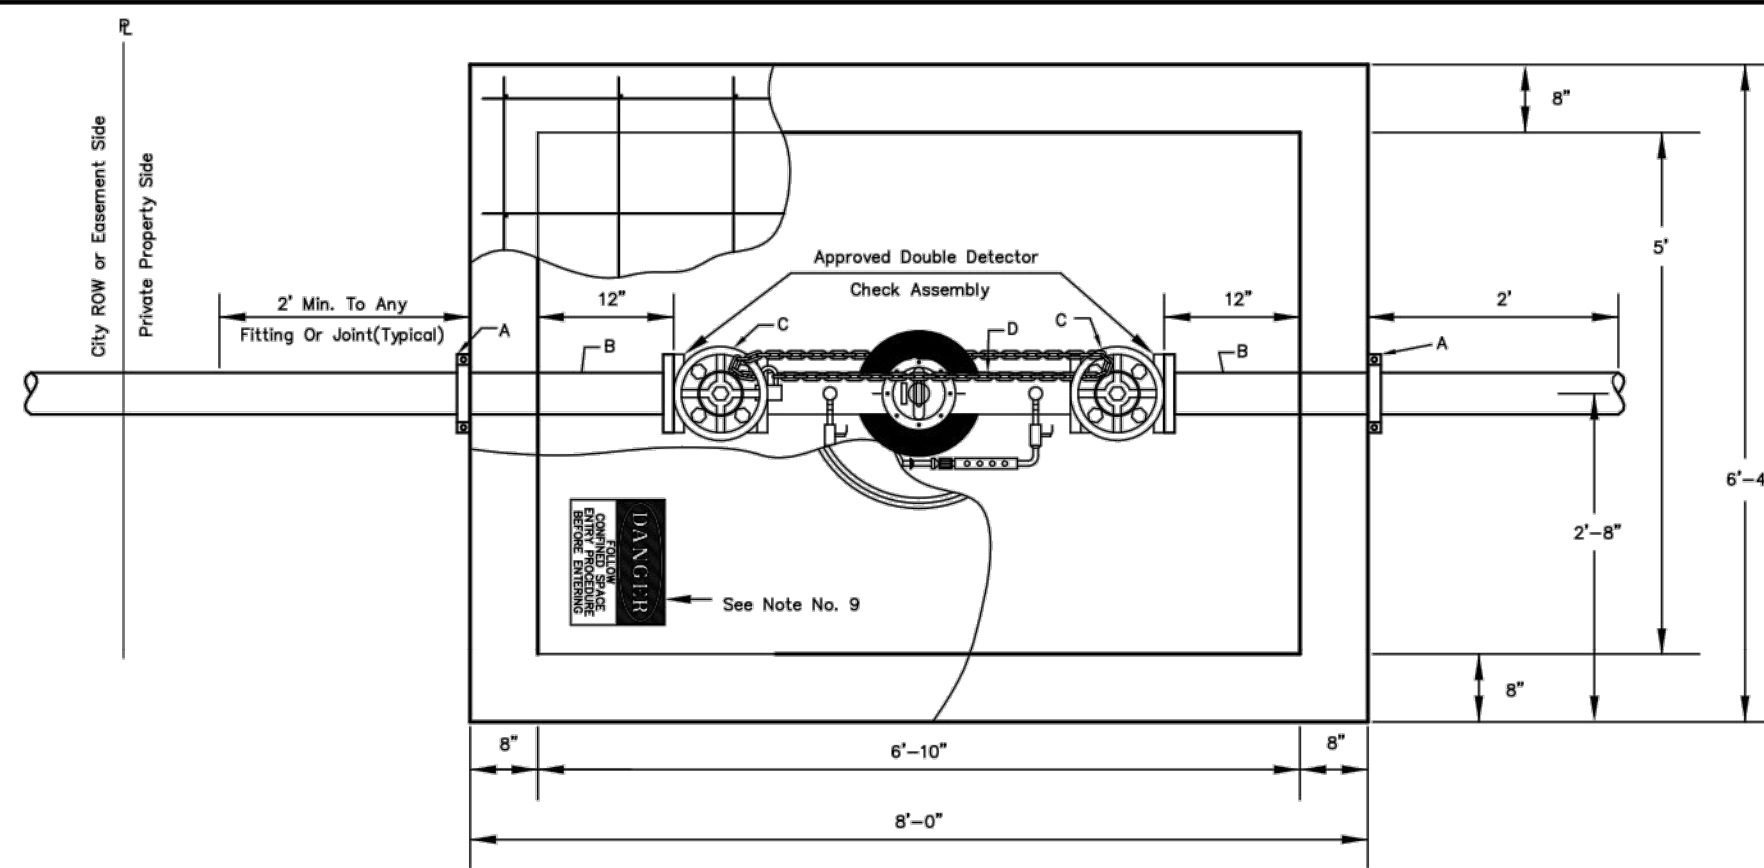 PL
City ROW or Easement Side
Private Property Side
2' Min. To Any
Fitting Or Joint(Typical)
A
B
12"
C
Approved Double Detector
Check Assembly
D
C
12"
B
2'
A
8"
5'
6'-4
2'-8"
8"
DANGER
FOLLOW
CONFINED SPACE
ENTRY PROCEDURE
BEFORE ENTERING
See Note No. 9
8"
6'-10"
8"
8'-0"